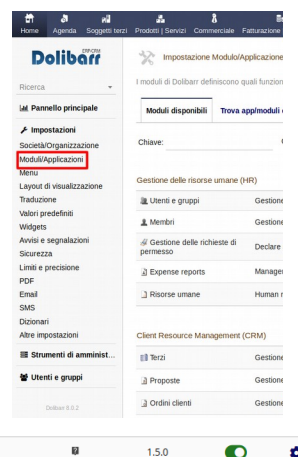 Home Agenda Soggetti terzi Prodotti | Servizi Commerciale Fatturazione
Dolibarr ERP/CRM
Impostazione Modulo/Applicazione
I moduli di Dolibarr definiscono quali funzion
Ricerca
Moduli disponibili Trova app/moduli
Pannello principale
Chiave:
Impostazioni
Società/Organizzazione
Moduli/Applicazioni
Menu
Layout di visualizzazione
Traduzione
Valori predefiniti
Widgets
Avvisi e segnalazioni
Sicurezza
Limiti e precisione
PDF
Email
SMS
Dizionari
Altre impostazioni
Strumenti di amminist...
Utenti e gruppi
Dolibarr 8.0.2
Gestione delle risorse umane (HR)
Utenti e gruppi Gestione
Membri Gestione
Gestione delle richieste di permesso Declare
Expense reports Manage
Risorse umane Human
Client Resource Management (CRM)
Terzi Gestione
Proposte Gestione
Ordini clienti Gestione
1.5.0